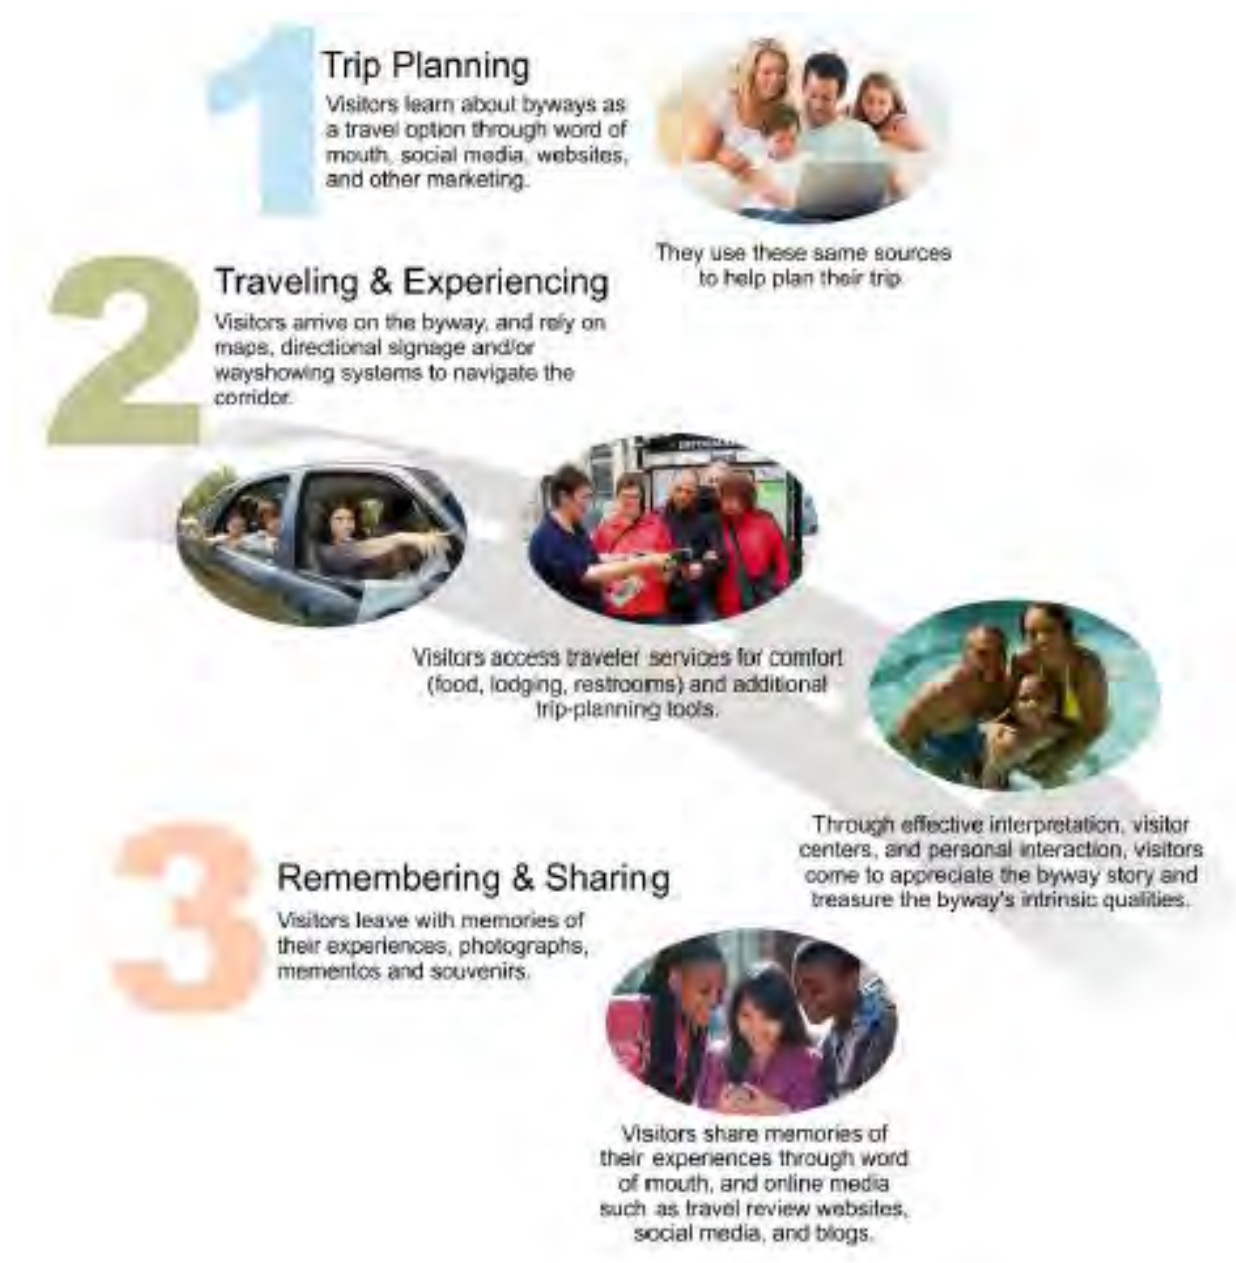 1
Trip Planning
Visitors learn about byways as
a travel option through word of
mouth, social media, websites,
and other marketing.
They use these same sources
to help plan their trip.
2
Traveling & Experiencing
Visitors arrive on the byway, and rely on
maps, directional signage and/or
wayshowing systems to navigate the
corridor.
Visitors access traveler services for comfort
(food, lodging, restrooms) and additional
trip-planning tools.
Through effective interpretation, visitor
centers, and personal interaction, visitors
come to appreciate the byway story and
treasure the byway's intrinsic qualities.
3
Remembering & Sharing
Visitors leave with memories of
their experiences, photographs,
mementos and souvenirs.
Visitors share memories of
their experiences through word
of mouth, and online media
such as travel review websites,
social media, and blogs.